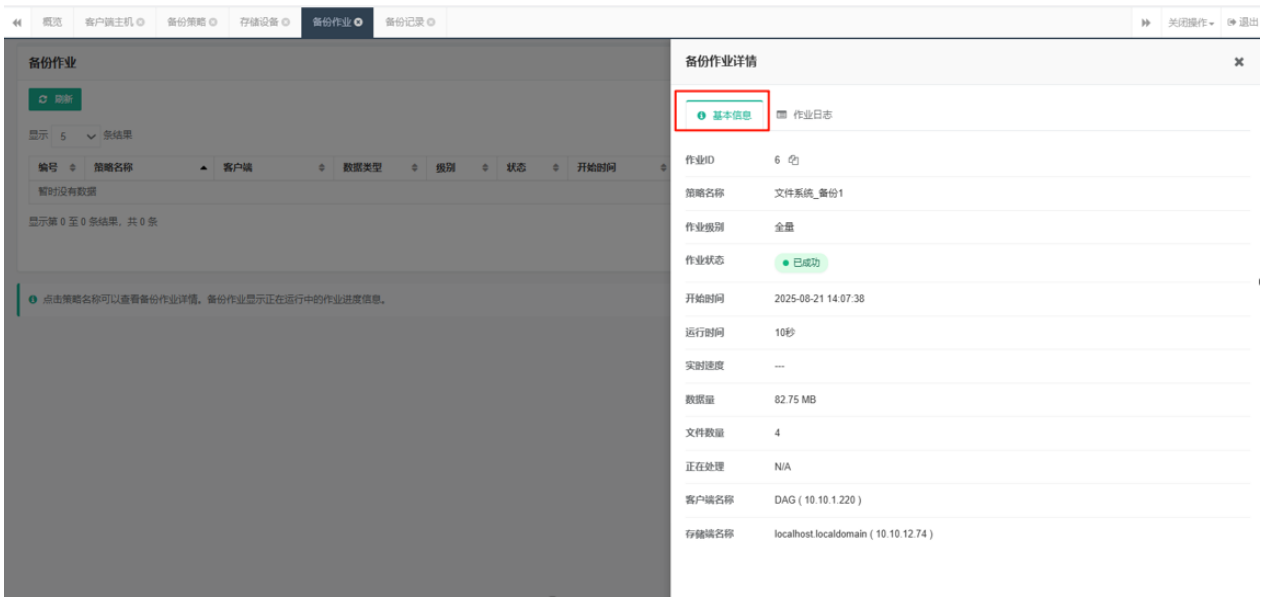 概览 客户端主机 备份策略 存储设备 备份作业 备份记录 关闭操作 退出
备份作业
刷新
显示 5 条结果
编号 策略名称 客户端 数据类型 级别 状态 开始时间
暂时没有数据
显示第 0 至 0 条结果，共 0 条
点击策略名称可以查看备份作业详情。备份作业显示正在运行中的作业进度信息。
备份作业详情
基本信息 作业日志
作业ID 6
策略名称 文件系统_备份1
作业级别 全量
作业状态 已成功
开始时间 2025-08-21 14:07:38
运行时间 10秒
实时速度 ---
数据量 82.75 MB
文件数量 4
正在处理 N/A
客户端名称 DAG ( 10.10.1.220 )
存储端名称 localhost.localdomain ( 10.10.12.74 )